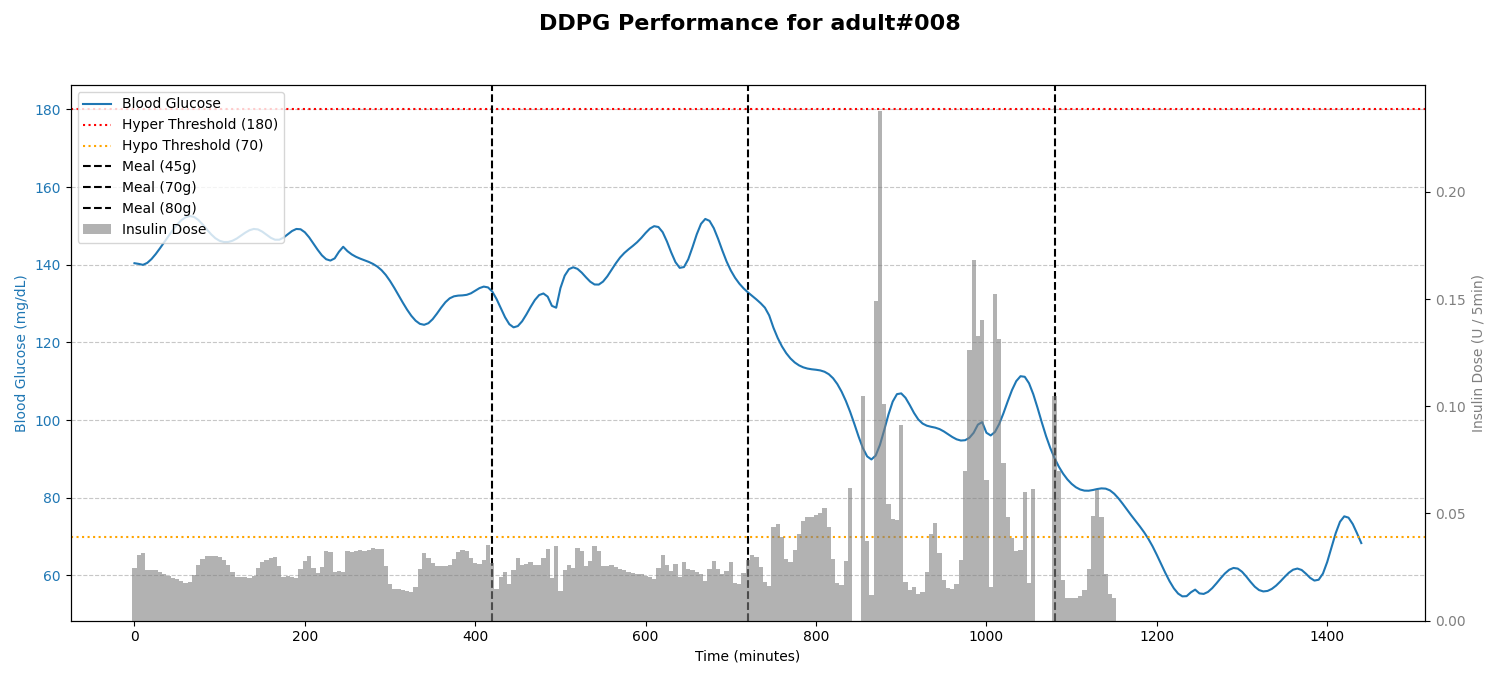 DDPG Performance for adult#008
Blood Glucose
Hyper Threshold (180)
Hypo Threshold (70)
Meal (45g)
Meal (70g)
Meal (80g)
Insulin Dose
Blood Glucose (mg/dL)
180
160
140
120
100
80
60
0.20
0.15
0.10
0.05
0.00
Insulin Dose (U / 5min)
0 200 400 600 800 1000 1200 1400
Time (minutes)